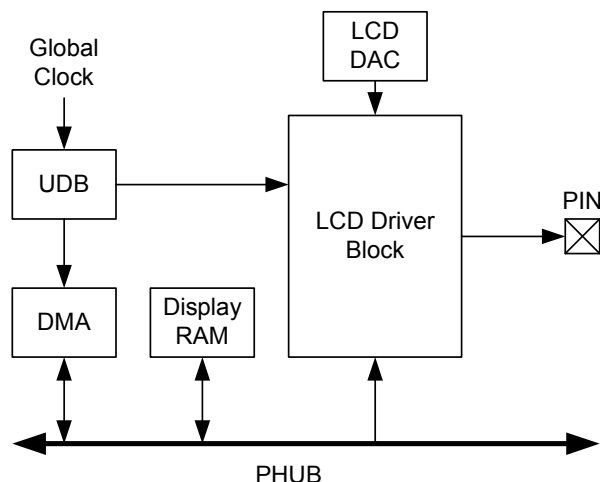 LCD
DAC
Global
Clock
UDB
LCD Driver
Block
PIN
DMA
Display
RAM
PHUB